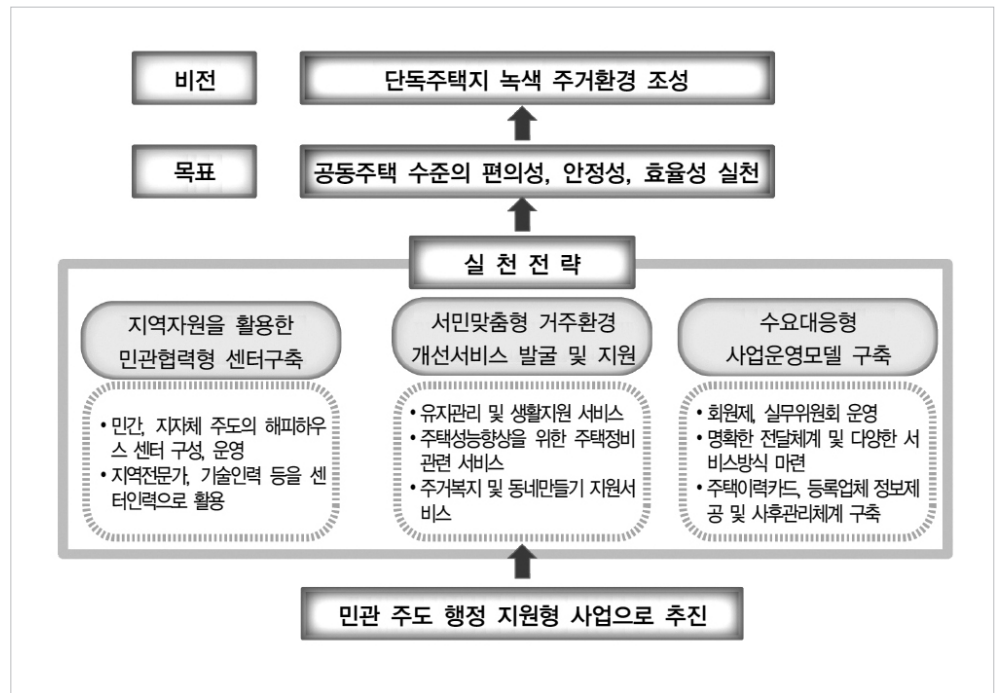 비전
단독주택지 녹색 주거환경 조성
목표
공동주택 수준의 편의성, 안정성, 효율성 실천
실 천 전 략
지역자원을 활용한
민관협력형 센터구축
• 민간, 지자체 주도의 해피하우
스 센터 구성, 운영
• 지역전문가, 기술인력 등을 센
터인력으로 활용
서민맞춤형 거주환경
개선서비스 발굴 및 지원
• 유지관리 및 생활지원 서비스
• 주택성능향상을 위한 주택정비
관련 서비스
• 주거복지 및 동네만들기 지원서
비스
수요대응형
사업운영모델 구축
• 회원제, 실무위원회 운영
• 명확한 전달체계 및 다양한 서
비스방식 마련
• 주택이력카드, 등록업체 정보제
공 및 사후관리체계 구축
민관 주도 행정 지원형 사업으로 추진